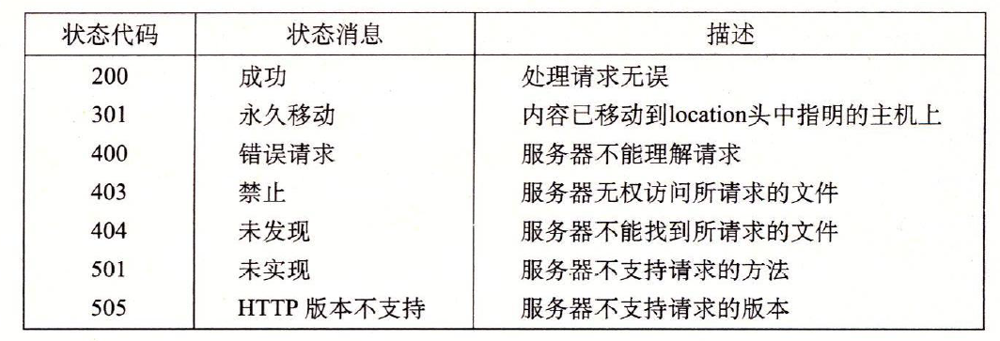 状态代码 状态消息 描述
200 成功 处理请求无误
301 永久移动 内容已移动到location头中指明的主机上
400 错误请求 服务器不能理解请求
403 禁止 服务器无权访问所请求的文件
404 未发现 服务器不能找到所请求的文件
501 未实现 服务器不支持请求的方法
505 HTTP 版本不支持 服务器不支持请求的版本